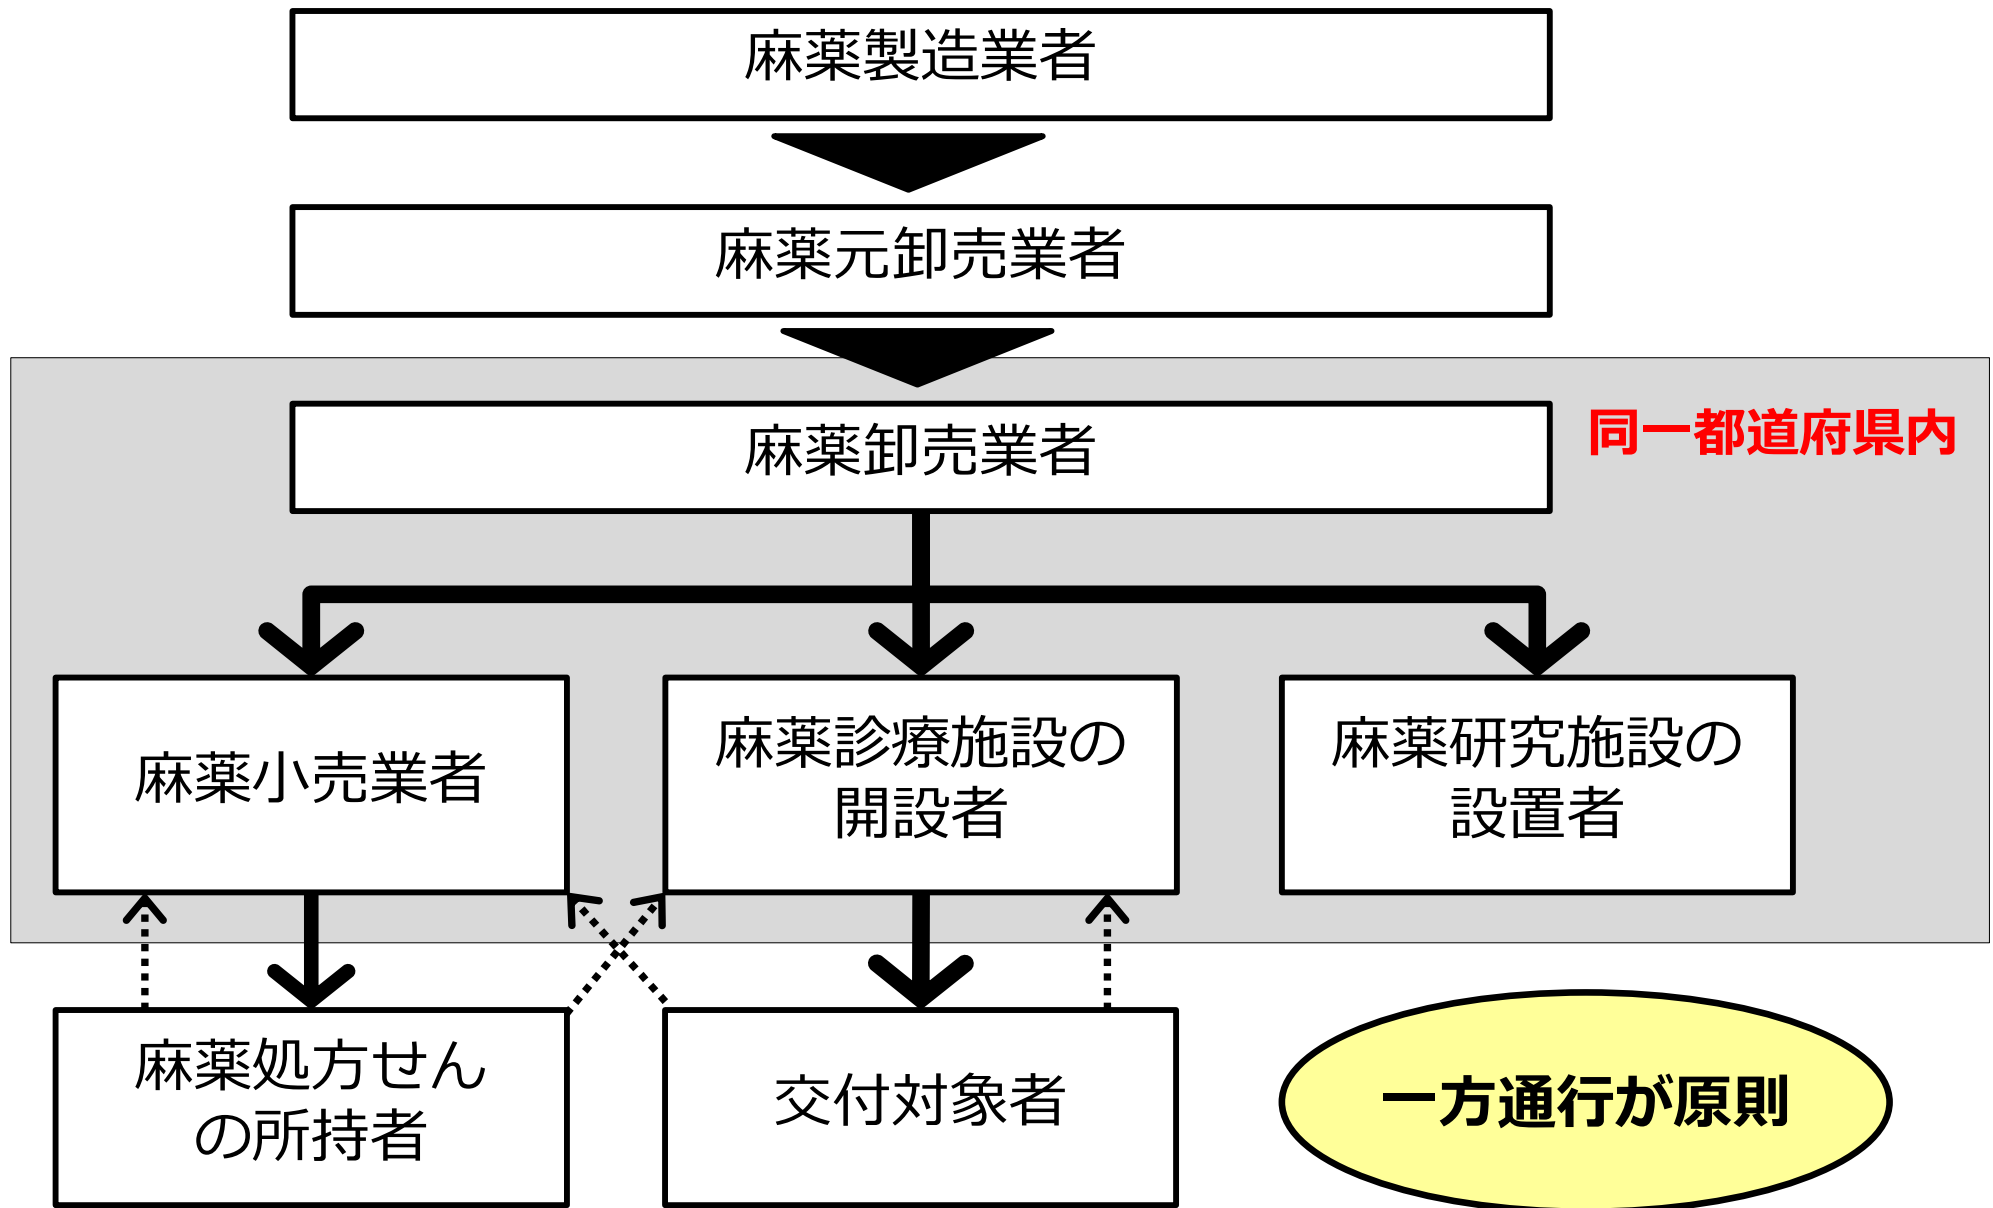 麻薬製造業者
麻薬元卸売業者
麻薬卸売業者
同一都道府県内
麻薬小売業者
麻薬診療施設の
開設者
麻薬研究施設の
設置者
麻薬処方せん
の所持者
交付対象者
一方通行が原則